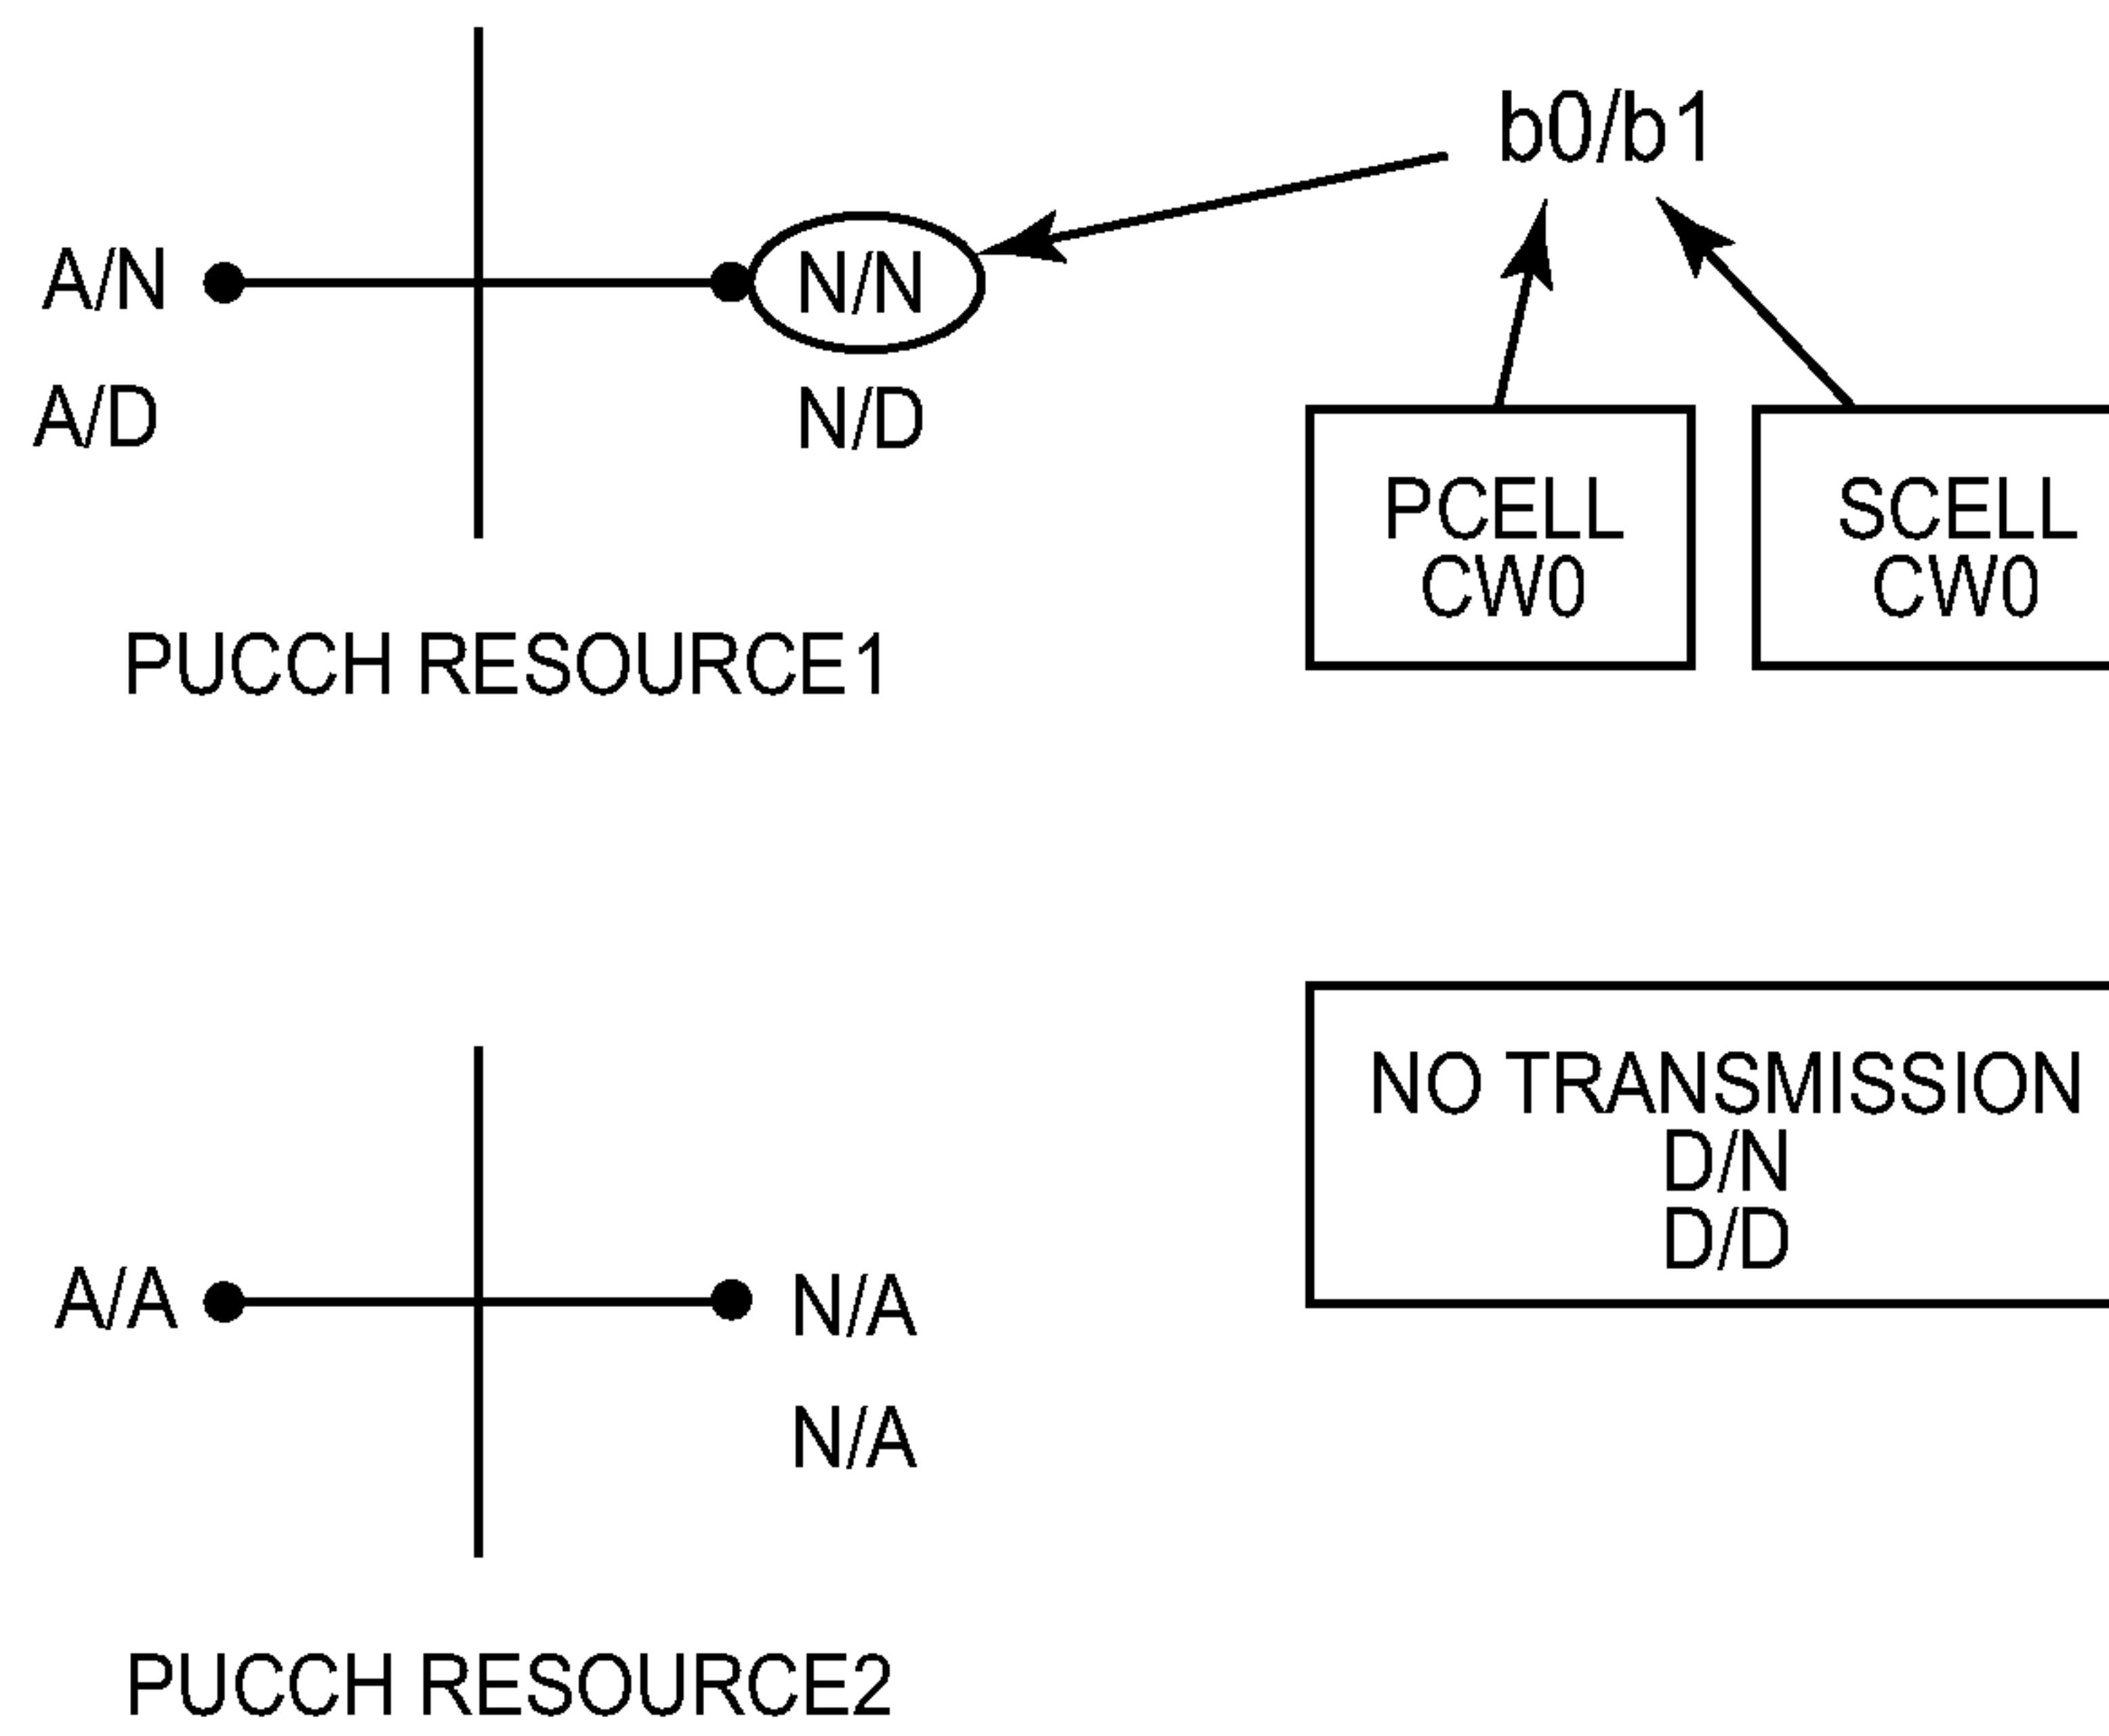 b0/b1
A/N
N/N
A/D
N/D
PCELL
CW0
SCELL
CW0
PUCCH RESOURCE1
NO TRANSMISSION
D/N
D/D
A/A
N/A
N/A
PUCCH RESOURCE2